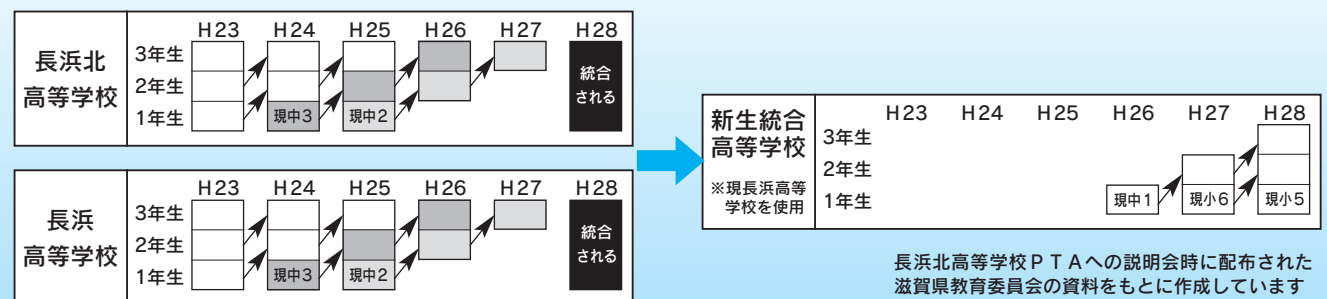 H23 H24 H25 H26 H27 H28
長浜北
高等学校
3年生
2年生
1年生
現中3
現中2
統合
される
H23 H24 H25 H26 H27 H28
長浜
高等学校
3年生
2年生
1年生
現中3
現中2
統合
される
H23 H24 H25 H26 H27 H28
新生統合
高等学校
※現長浜高等
学校を使用
3年生
2年生
1年生
現中1
現小6
現小5
長浜北高等学校PTAへの説明会時に配布された
滋賀県教育委員会の資料をもとに作成しています